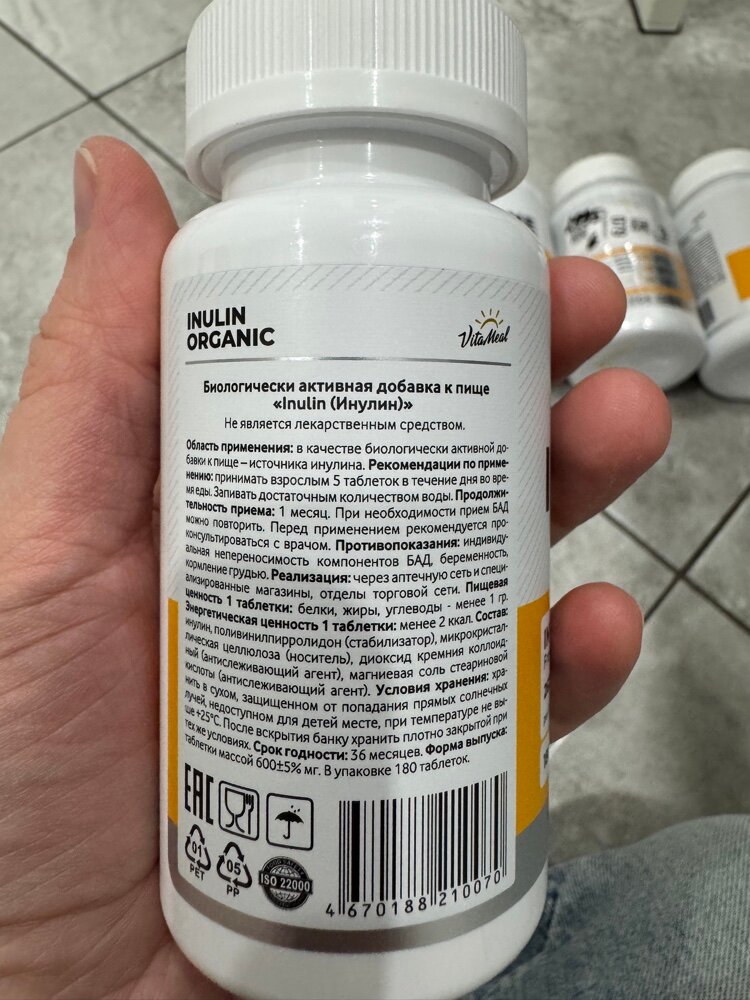 INULIN
ORGANIC
VitaMeal
Биологически активная добавка к пище
«Inulin (Инулин)»
Не является лекарственным средством.
Область применения: в качестве биологически активной до-
бавки к пище – источника инулина. Рекомендации по приме-
нению: принимать взрослым 5 таблеток в течение дня во вре-
мя еды. Запивать достаточным количеством воды. Продолжи-
тельность приема: 1 месяц. При необходимости прием БАД
можно повторить. Перед применением рекомендуется про-
консультироваться с врачом. Противопоказания: индивиду-
альная непереносимость компонентов БАД, беременность,
кормление грудью. Реализация: через аптечную сеть и специ-
ализированные магазины, отделы торговой сети. Пищевая
ценность 1 таблетки: белки, жиры, углеводы - менее 1 гр.
Энергетическая ценность 1 таблетки: менее 2 ккал. Состав:
инулин, поливинилпирролидон (стабилизатор), микрокристал-
лическая целлюлоза (носитель), диоксид кремния коллоид-
ный (антислеживающий агент), магниевая соль стеариновой
кислоты (антислеживающий агент). Условия хранения: хра-
нить в сухом, защищенном от попадания прямых солнечных
лучей, недоступном для детей месте, при температуре не вы-
ше +25°С. После вскрытия банку хранить плотно закрытой при
тех же условиях. Срок годности: 36 месяцев. Форма выпуска:
таблетки массой 600±5% мг. В упаковке 180 таблеток.
EAC
01
PET
05
PP
ISO 22000
4 670188 210070